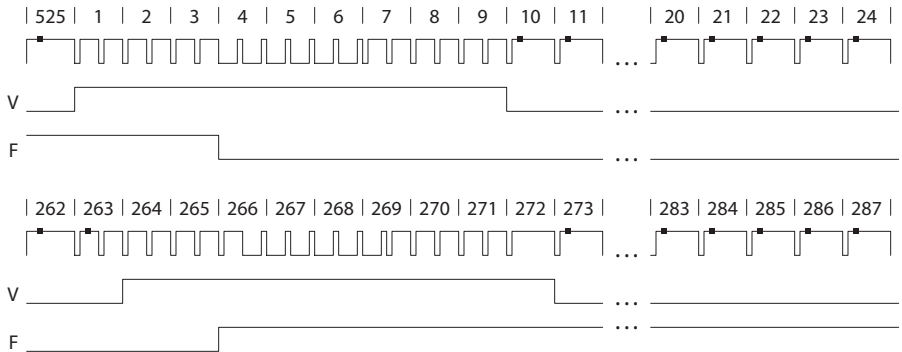 | 525 | 1 | 2 | 3 | 4 | 5 | 6 | 7 | 8 | 9 | 10 | 11 | | 20 | 21 | 22 | 23 | 24 |
...
V ...
F ...
| 262 | 263 | 264 | 265 | 266 | 267 | 268 | 269 | 270 | 271 | 272 | 273 | | 283 | 284 | 285 | 286 | 287 |
...
V ...
F ...